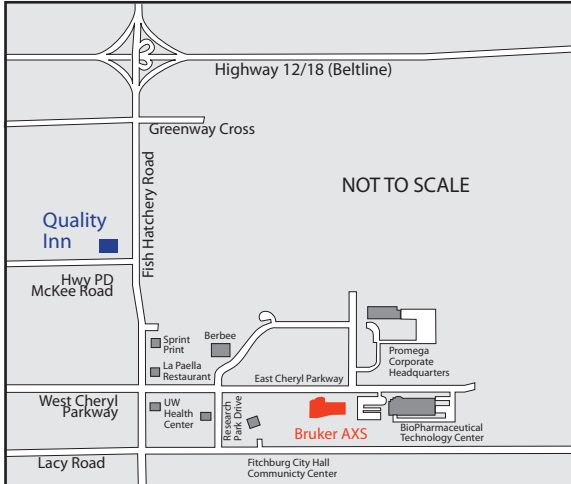 Highway 12/18 (Beltline)
Greenway Cross
Fish Hatchery Road
NOT TO SCALE
Quality
Inn
Hwy PD
McKee Road
Sprint
Print
Berbee
La Paella
Restaurant
Promega
Corporate
Headquarters
East Cheryl Parkway
West Cheryl
Parkway
UW
Health
Center
Research
Park Drive
Bruker AXS
BioPharmaceutical
Technology Center
Lacy Road
Fitchburg City Hall
Communicty Center